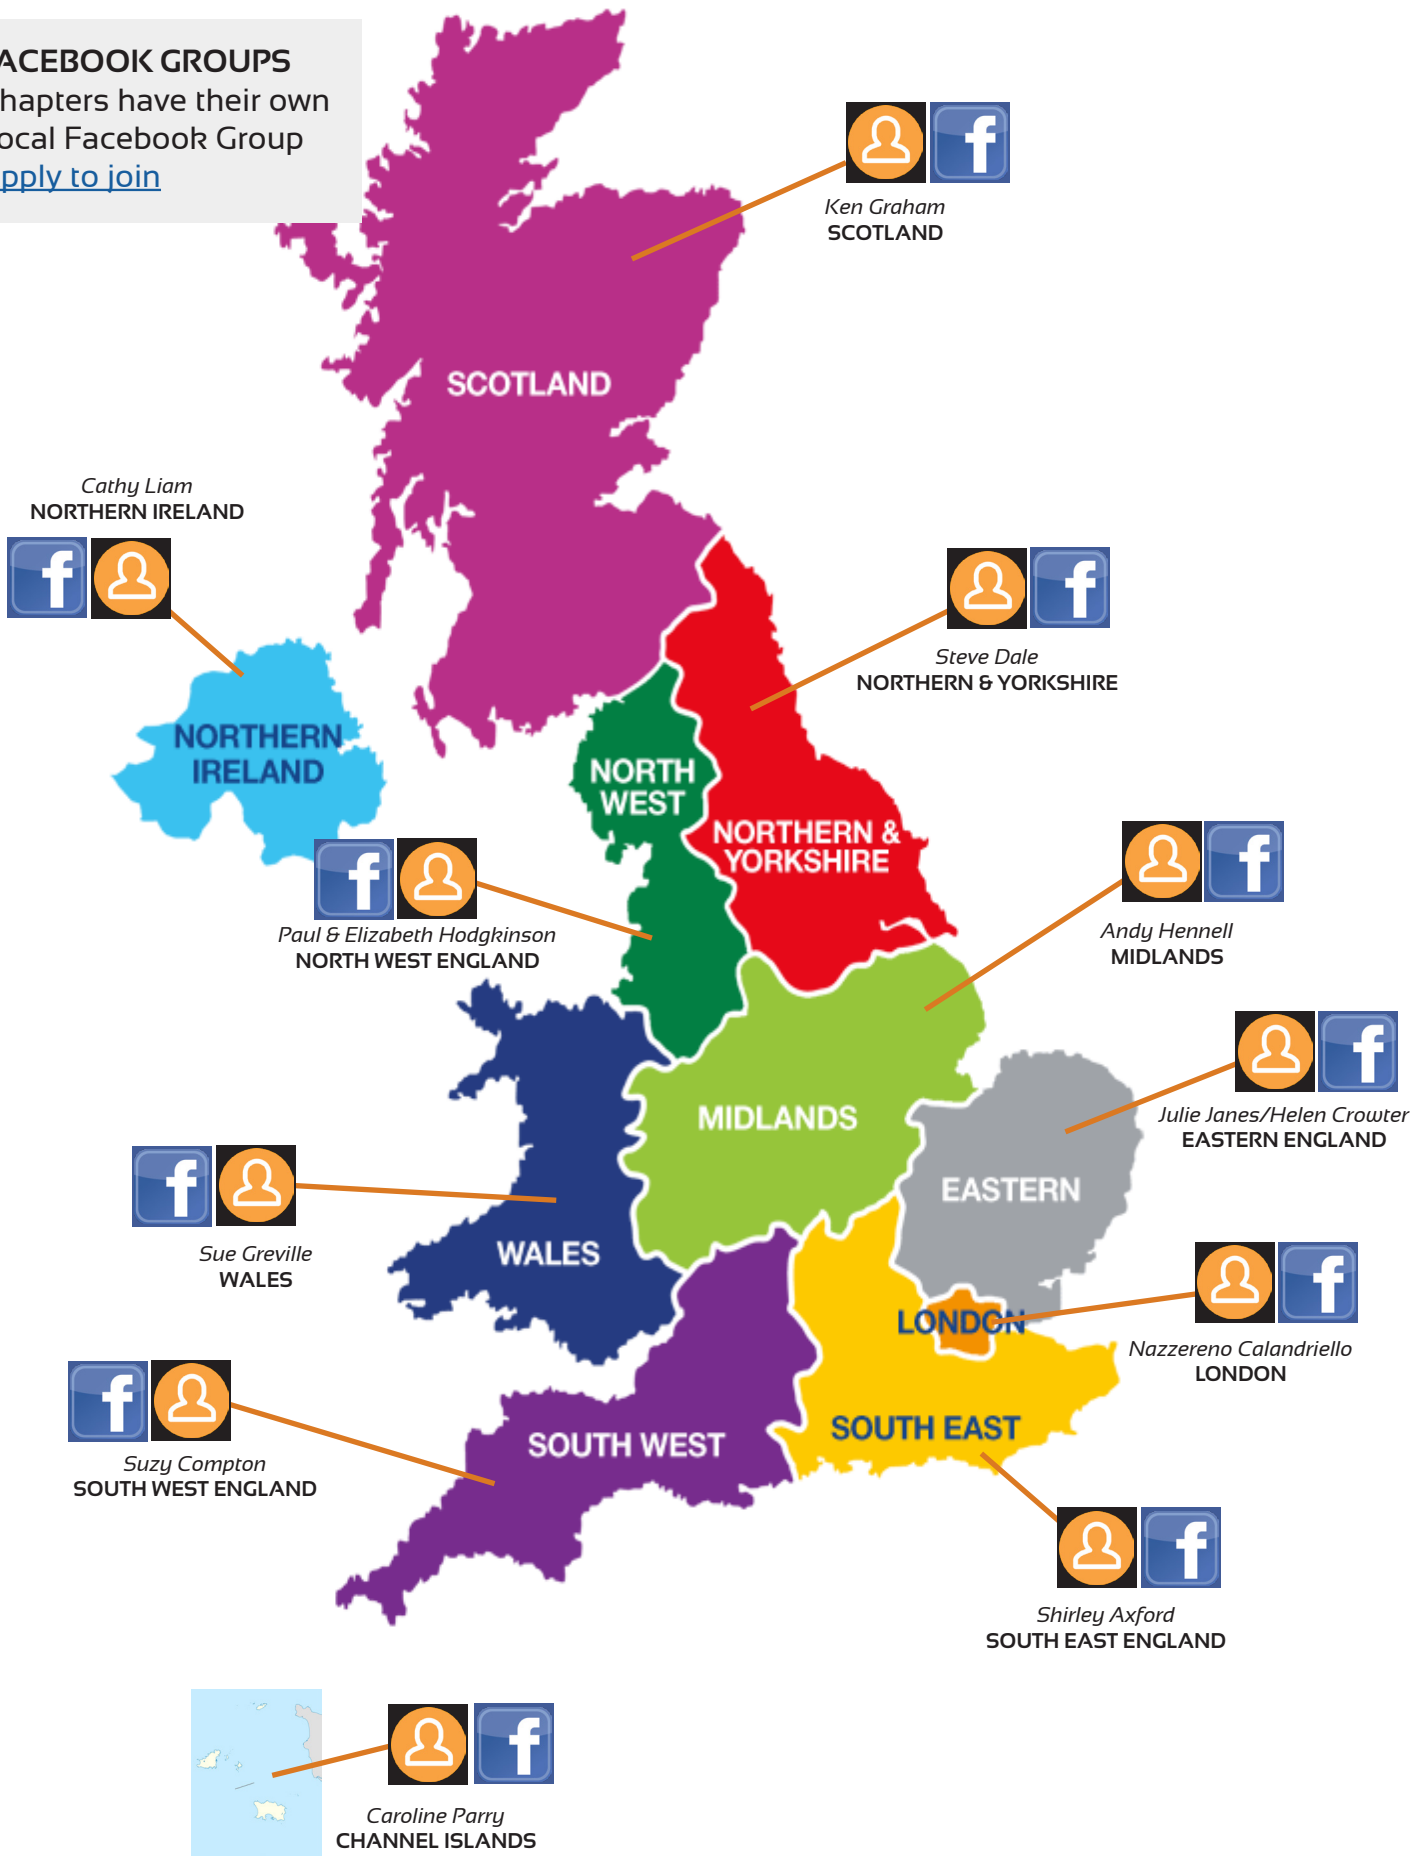 ACEBOOK GROUPS
hapters have their own
ocal Facebook Group
pply to join
Ken Graham
SCOTLAND
SCOTLAND
Cathy Liam
NORTHERN IRELAND
Steve Dale
NORTHERN & YORKSHIRE
NORTHERN
IRELAND
NORTH
WEST
NORTHERN &
YORKSHIRE
Paul & Elizabeth Hodgkinson
NORTH WEST ENGLAND
Andy Hennell
MIDLANDS
MIDLANDS
Julie Janes/Helen Crowter
EASTERN ENGLAND
EASTERN
Sue Greville
WALES
WALES
LONDON
Nazzereno Calandriello
LONDON
SOUTH WEST
SOUTH EAST
Suzy Compton
SOUTH WEST ENGLAND
Shirley Axford
SOUTH EAST ENGLAND
Caroline Parry
CHANNEL ISLANDS